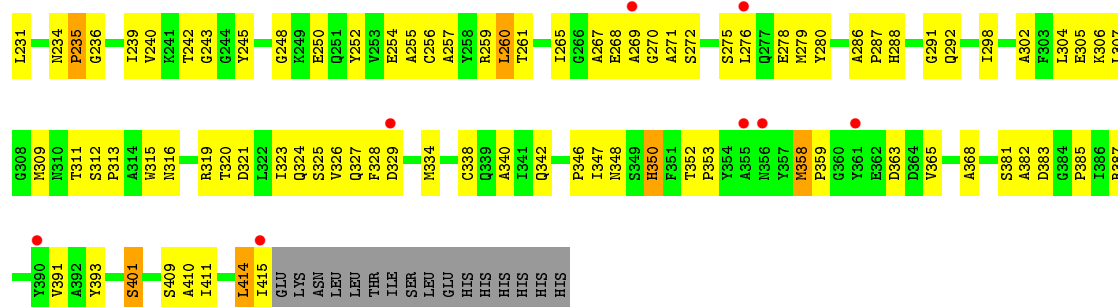 L231 N234 P235 G236 I239 V240 K241 T242 G243 G244 Y245 G248 K249 E250 Q251 Y252 V253 E254 A255 C256 A257 Y258 R259 L260 T261 I265 G266 A267 E268 A269 G270 A271 S272 S275 L276 Q277 E278 M279 Y280 A286 P287 H288 G291 Q292 I298 A302 F303 L304 E305 K306 L307
G308 M309 N310 T311 S312 P313 A314 W315 N316 R319 T320 D321 L322 I323 Q324 S325 V326 Q327 F328 D329 M334 C338 Q339 A340 I341 Q342 P346 I347 N348 S349 H350 F351 T352 P353 Y354 A355 N356 Y357 M358 P359 G360 Y361 E362 D363 D364 V365 A368 S381 A382 D383 G384 P385 I386 R387
Y390 V391 A392 Y393 S401 S409 A410 I411 L414 I415 GLU LYS ASN LEU LEU THR ILE SER LEU GLU HIS HIS HIS HIS HIS HIS